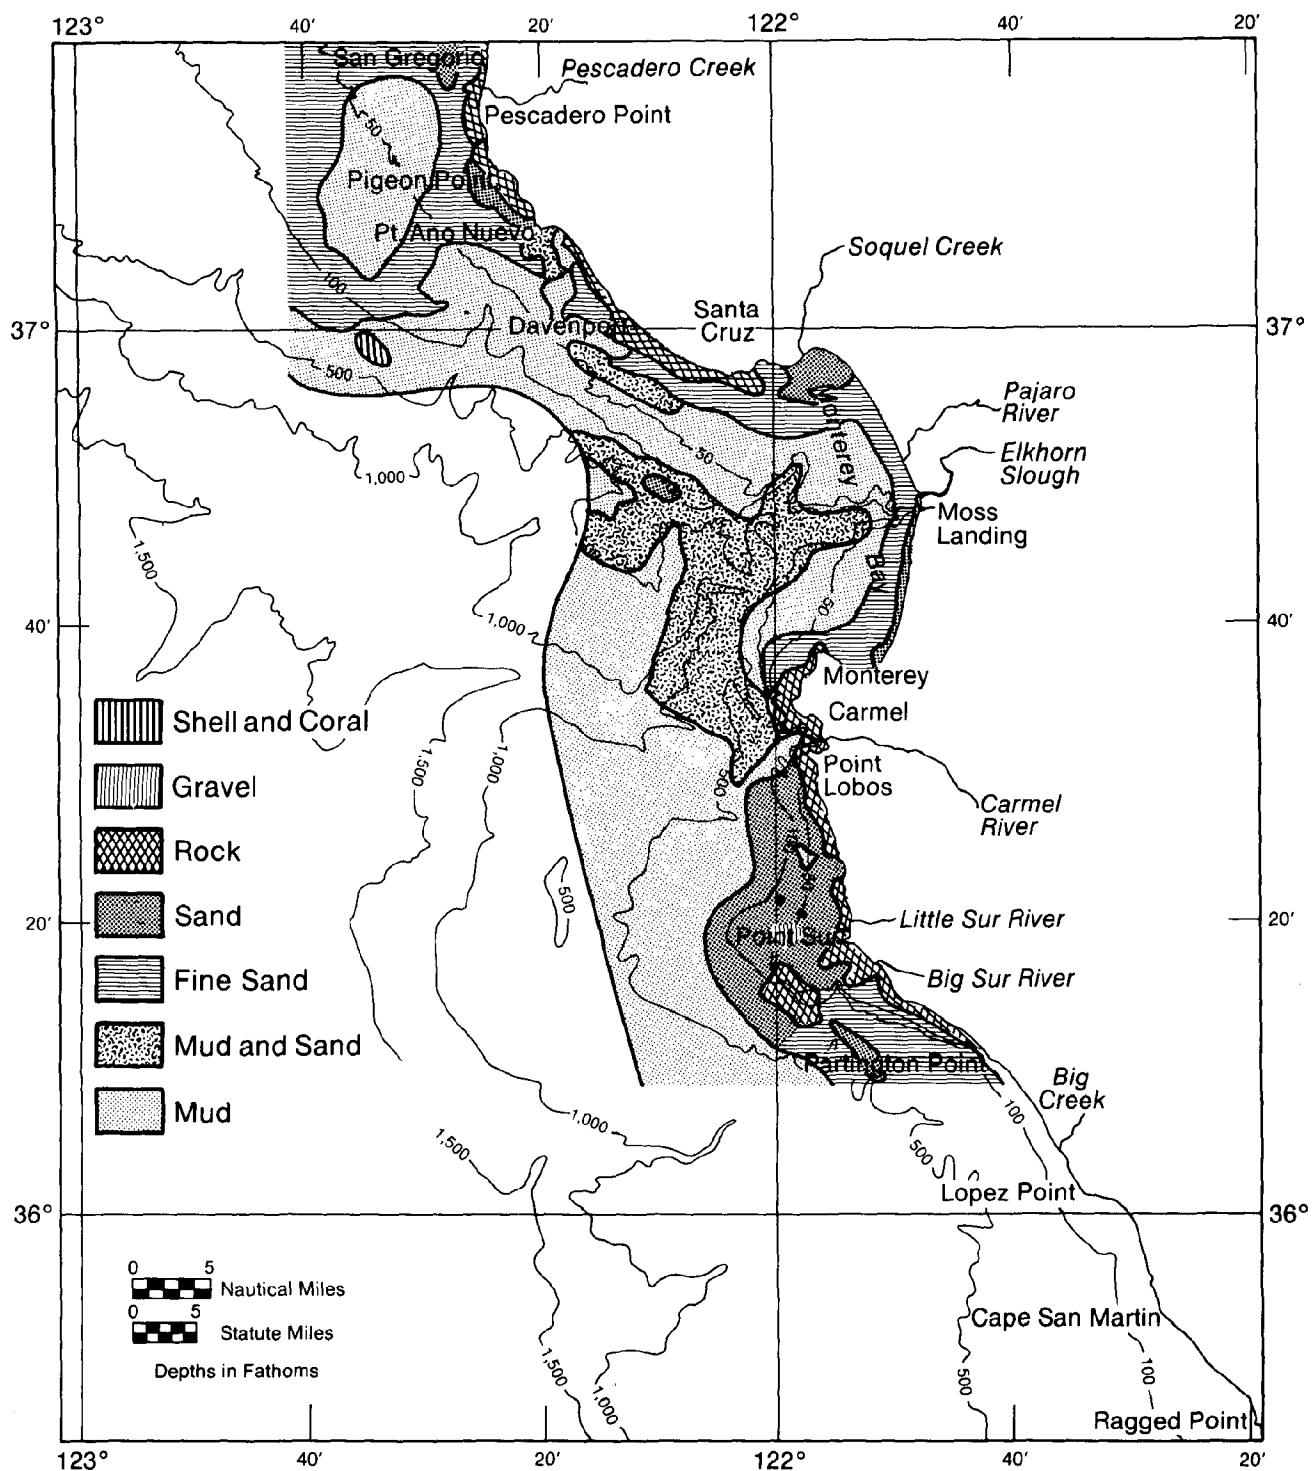 123°
40′
20′
122°
40′
20′
San Gregorio
Pescadero Creek
Pescadero Point
50
Pigeon Point
Pt. Ano Nuevo
Soquel Creek
100
Santa
Cruz
37°
Davenport
37°
500
Monterey
Bay
Pajaro
River
50
Elkhorn
Slough
1,000
Moss
Landing
1,500
50
40′
1,000
40′
Monterey
Carmel
Shell and Coral
1,500
1,000
500
Point
Lobos
Gravel
Carmel
River
Rock
100
50
500
Sand
20′
Little Sur River
20′
Point Sur
Fine Sand
Big Sur River
Mud and Sand
Partington Point
Big
Creek
Mud
1,000
100
1,500
500
Lopez Point
36°
36°
0 5
Nautical Miles
0 5
Statute Miles
Cape San Martin
Depths in Fathoms
1,500
1,000
500
100
Ragged Point
123°
40′
20′
122°
40′
20′